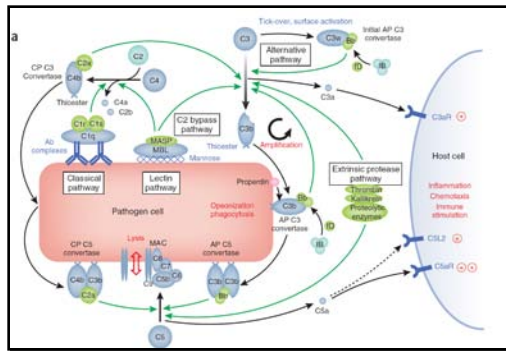 a
Tick-over, surface activation
Initial AP C3
convertase
C3
C3w
Bb
fD
fB
Alternative
pathway
C3a
C3aR
C2a
C2
CP C3
Convertase
C4b
C4
Thioester
C4a
C2b
C1r
C1s
C1q
Ab
complexes
C2 bypass
pathway
MASP
MBL
Mannose
C3b
Thioester
Amplification
Classical
pathway
Lectin
pathway
Extrinsic protease
pathway
Thrombin
Kallikrein
Proteolytic
enzymes
Host cell
Inflammation
Chemotaxis
Immune
stimulation
Properdin
Opsonization
phagocytosis
Pathogen cell
C3b
Bb
fD
fB
AP C3
convertase
CP C5
convertase
Lysis
MAC
AP C5
convertase
C4b
C3b
C2a
C9
C8
C7
C6
C5b
C3b
C3b
Bb
C5
C5a
C5L2
C5aR